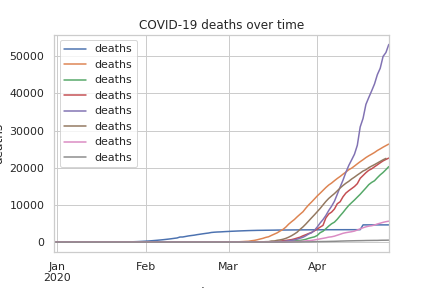 COVID-19 deaths over time
deaths
deaths
deaths
deaths
deaths
deaths
deaths
deaths
50000
40000
30000
20000
10000
0
deaths
Jan
2020
Feb
Mar
Apr